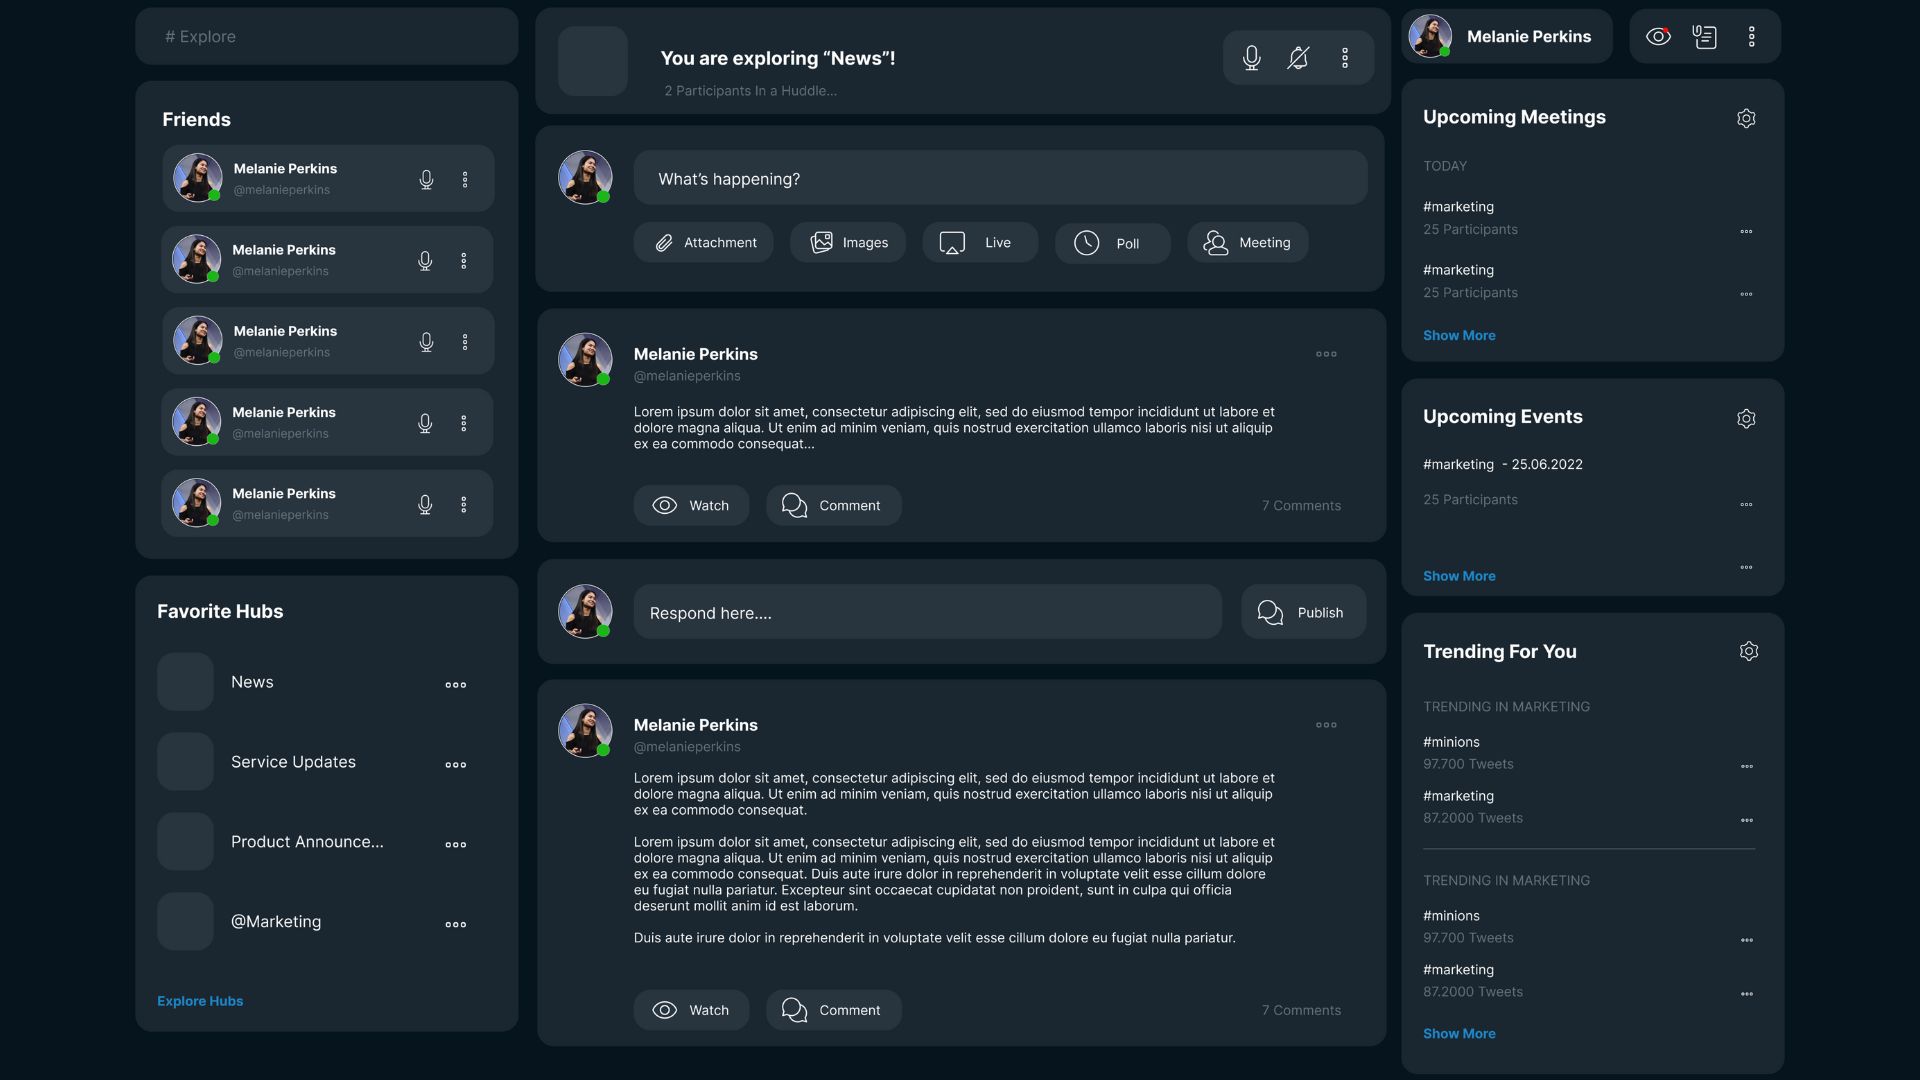 # Explore
Friends
Melanie Perkins
@melanieperkins
Melanie Perkins
@melanieperkins
Melanie Perkins
@melanieperkins
Melanie Perkins
@melanieperkins
Melanie Perkins
@melanieperkins
Favorite Hubs
News
Service Updates
Product Announce...
@Marketing
Explore Hubs
You are exploring “News”!
2 Participants In a Huddle...
What’s happening?
Attachment
Images
Live
Poll
Meeting
Melanie Perkins
@melanieperkins
Lorem ipsum dolor sit amet, consectetur adipiscing elit, sed do eiusmod tempor incididunt ut labore et
dolore magna aliqua. Ut enim ad minim veniam, quis nostrud exercitation ullamco laboris nisi ut aliquip
ex ea commodo consequat...
Watch
Comment
7 Comments
Respond here....
Publish
Melanie Perkins
@melanieperkins
Lorem ipsum dolor sit amet, consectetur adipiscing elit, sed do eiusmod tempor incididunt ut labore et
dolore magna aliqua. Ut enim ad minim veniam, quis nostrud exercitation ullamco laboris nisi ut aliquip
ex ea commodo consequat.
Lorem ipsum dolor sit amet, consectetur adipiscing elit, sed do eiusmod tempor incididunt ut labore et
dolore magna aliqua. Ut enim ad minim veniam, quis nostrud exercitation ullamco laboris nisi ut aliquip
ex ea commodo consequat. Duis aute irure dolor in reprehenderit in voluptate velit esse cillum dolore
eu fugiat nulla pariatur. Excepteur sint occaecat cupidatat non proident, sunt in culpa qui officia
deserunt mollit anim id est laborum.
Duis aute irure dolor in reprehenderit in voluptate velit esse cillum dolore eu fugiat nulla pariatur.
Watch
Comment
7 Comments
Melanie Perkins
Upcoming Meetings
TODAY
#marketing
25 Participants
#marketing
25 Participants
Show More
Upcoming Events
#marketing - 25.06.2022
25 Participants
Show More
Trending For You
TRENDING IN MARKETING
#minions
97.700 Tweets
#marketing
87.2000 Tweets
TRENDING IN MARKETING
#minions
97.700 Tweets
#marketing
87.2000 Tweets
Show More